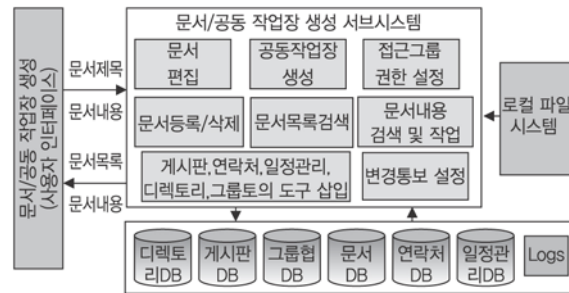 문서/공동 작업장 생성
(사용자 인터페이스)
문서제목
문서내용
문서목록
문서내용
문서/공동 작업장 생성 서브시스템
문서
편집
공동작업장
생성
접근그룹
권한 설정
문서등록/삭제
문서목록검색
문서내용
검색 및 작업
게시판,연락처,일정관리,
디렉토리,그룹토의 도구 삽입
변경통보 설정
로컬 파일
시스템
디렉토
리DB
게시판
DB
그룹협
DB
문서
DB
연락처
DB
일정관
리DB
Logs